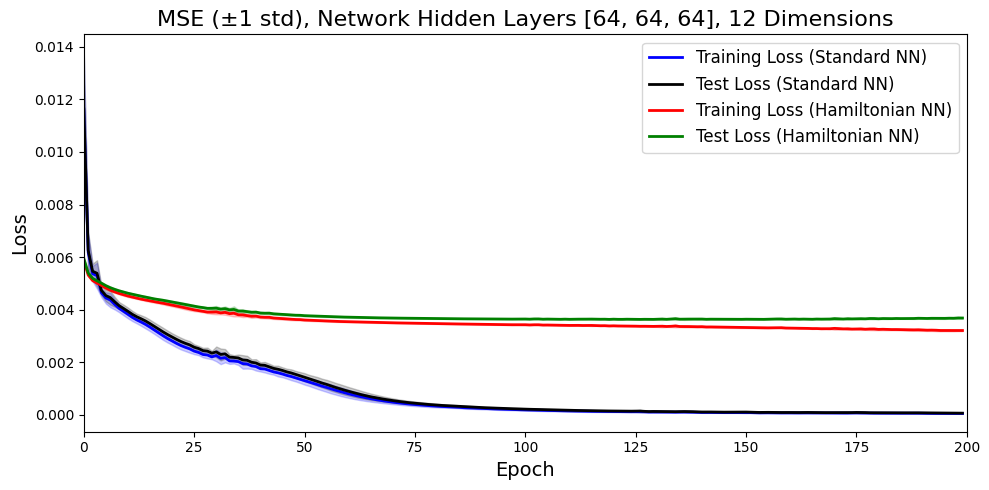 MSE (±1 std), Network Hidden Layers [64, 64, 64], 12 Dimensions
Training Loss (Standard NN)
Test Loss (Standard NN)
Training Loss (Hamiltonian NN)
Test Loss (Hamiltonian NN)
Loss
0.014
0.012
0.010
0.008
0.006
0.004
0.002
0.000
0 25 50 75 100 125 150 175 200
Epoch